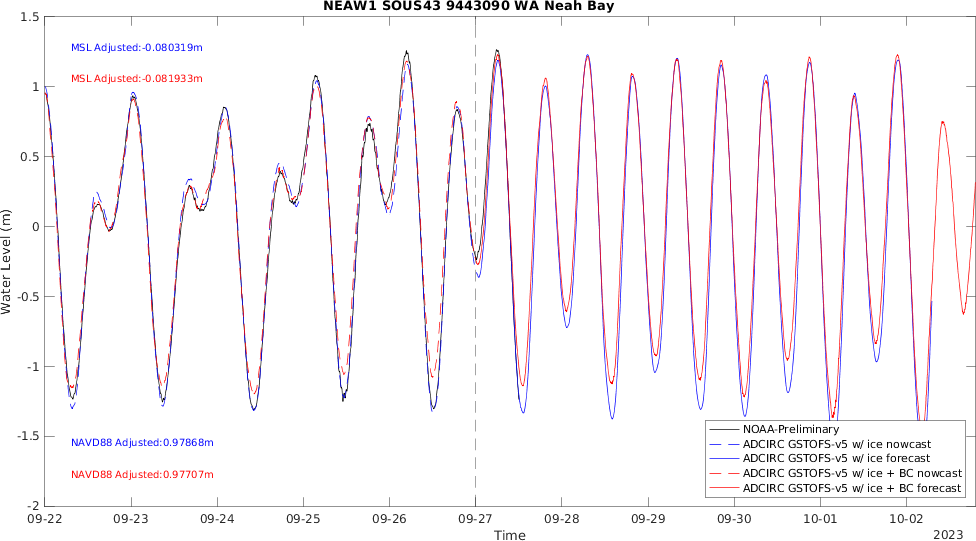 NEAW1 SOUS43 9443090 WA Neah Bay
1.5
1
0.5
0
-0.5
-1
-1.5
-2
Water Level (m)
MSL Adjusted:-0.080319m
MSL Adjusted:-0.081933m
NAVD88 Adjusted:0.97868m
NAVD88 Adjusted:0.97707m
NOAA-Preliminary
ADCIRC GSTOFS-v5 w/ ice nowcast
ADCIRC GSTOFS-v5 w/ ice forecast
ADCIRC GSTOFS-v5 w/ ice + BC nowcast
ADCIRC GSTOFS-v5 w/ ice + BC forecast
09-22 09-23 09-24 09-25 09-26 09-27 09-28 09-29 09-30 10-01 10-02
Time
2023